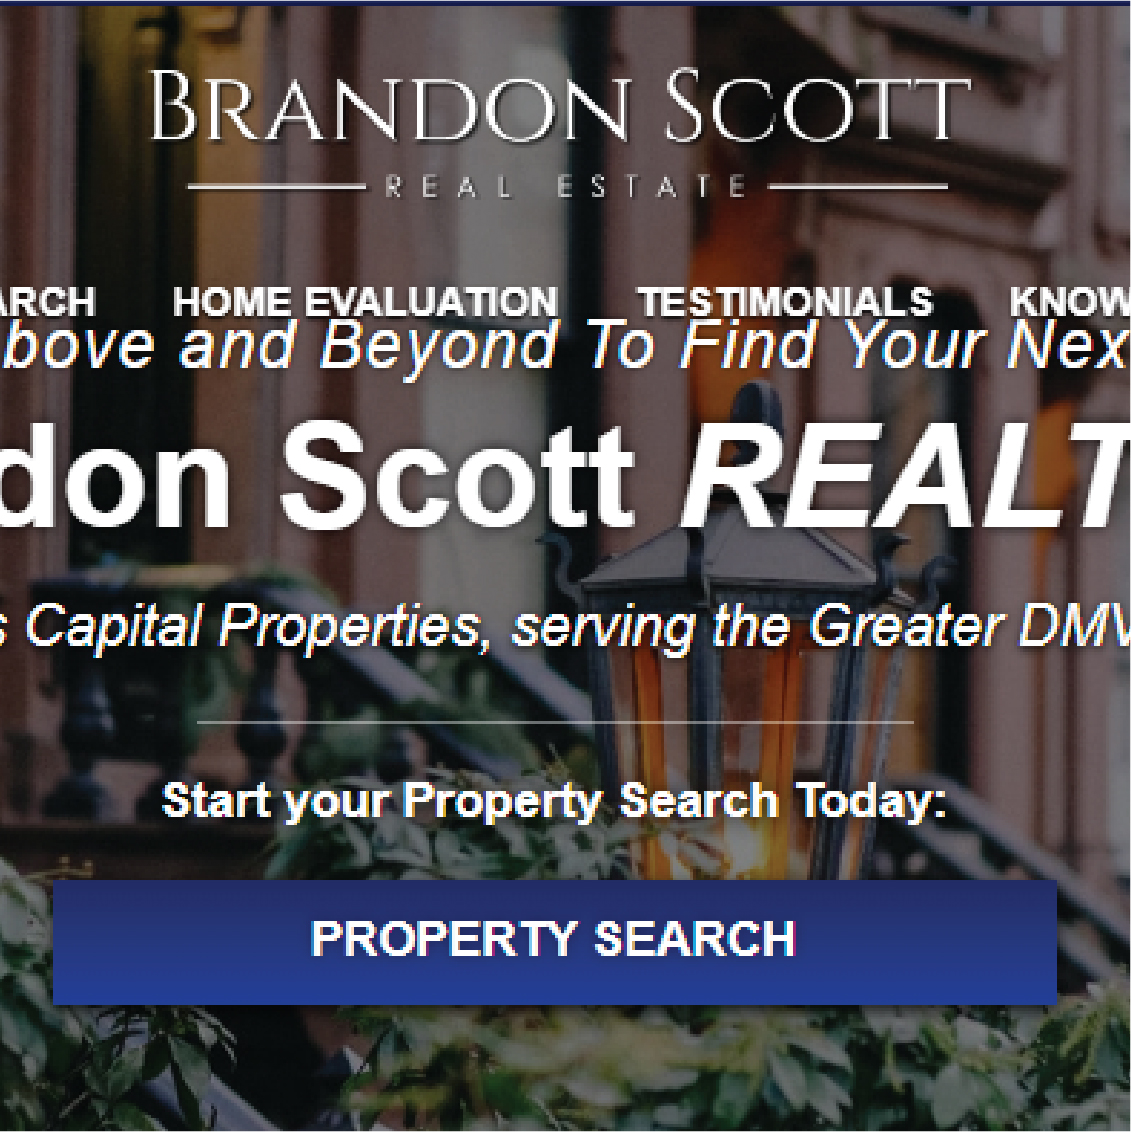 BRANDON SCOTT
REAL ESTATE
ARCH HOME EVALUATION TESTIMONIALS KNOW
bove and Beyond To Find Your Nex
don Scott REALT
s Capital Properties, serving the Greater DMV
Start your Property Search Today:
PROPERTY SEARCH